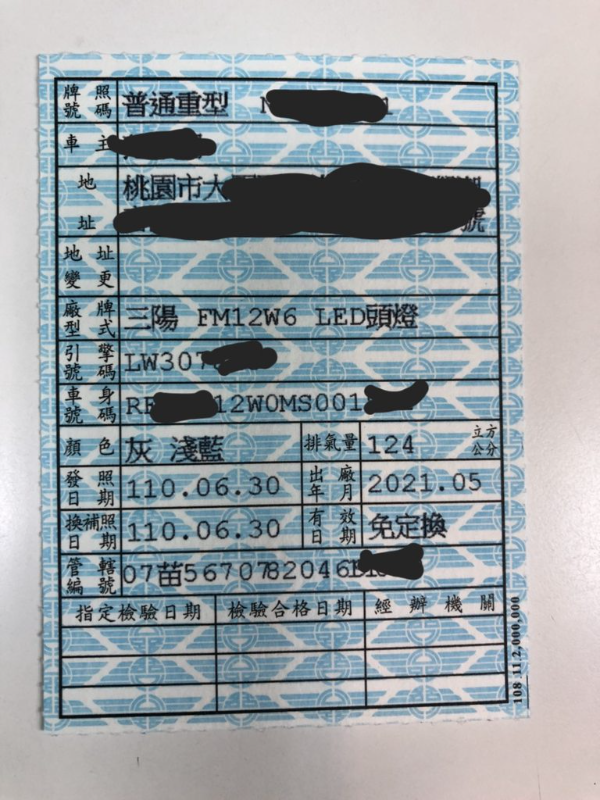 牌照號碼 普通重型
車主
地址 桃園市大
號
地址變更
廠牌型式 三陽 FM12W6 LED頭燈
引擎號碼 LW307
車身號碼 R 12W0MS001
顏色 灰 淺藍 排氣量 124 立方公分
發照日期 110.06.30 出廠年月 2021.05
換補照日期 110.06.30 有效日期 免定換
管轄編號 07苗5670782046
指定檢驗日期 檢驗合格日期 經辦機關
108.11.2,000,000